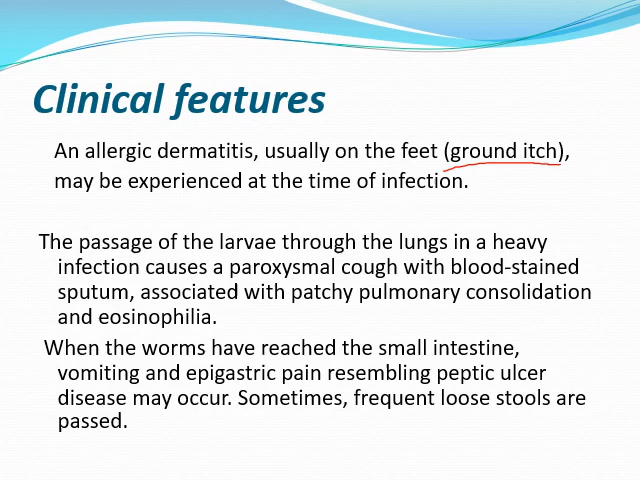 Clinical features
An allergic dermatitis, usually on the feet (ground itch),
may be experienced at the time of infection.
The passage of the larvae through the lungs in a heavy
infection causes a paroxysmal cough with blood-stained
sputum, associated with patchy pulmonary consolidation
and eosinophilia.
When the worms have reached the small intestine,
vomiting and epigastric pain resembling peptic ulcer
disease may occur. Sometimes, frequent loose stools are
passed.